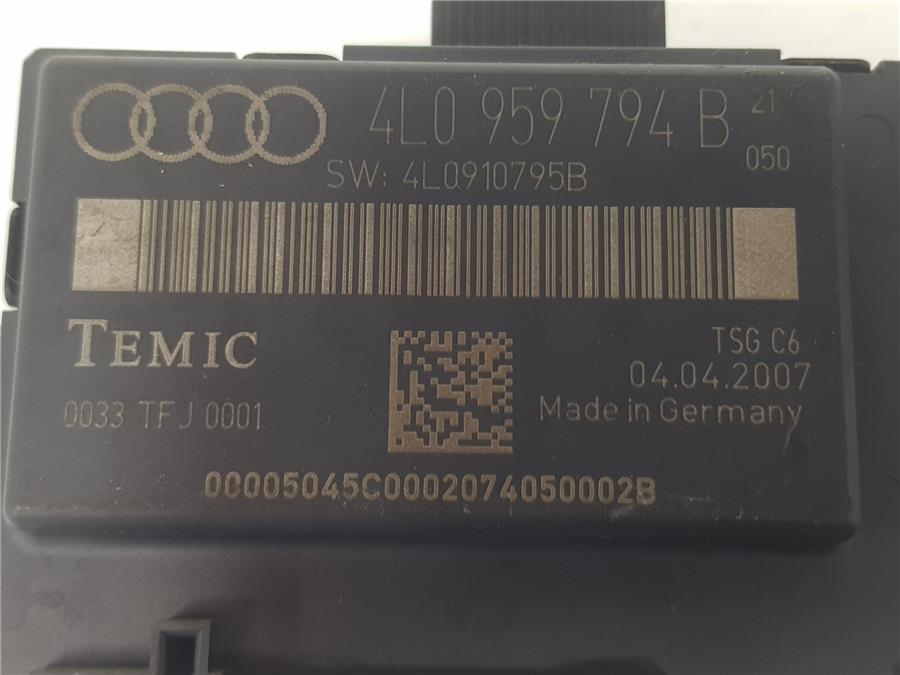 4L0 959 794 B 21
050
SW: 4L0910795B
TEMIC
TSG C6
04.04.2007
0033 TFJ 0001
Made in Germany
00005045C0002074050002B